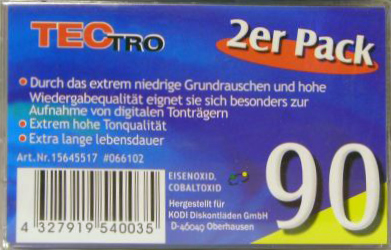 TECTRO
2er Pack
• Durch das extrem niedrige Grundrauschen und hohe
Wiedergabequalität eignet sie sich besonders zur
Aufnahme von digitalen Tonträgern
• Extrem hohe Tonqualität
• Extra lange lebensdauer
Art.Nr.15645517 #066102
EISENOXID.
COBALTOXID
Hergestellt für
KODI Diskontläden GmbH
D-46049 Oberhausen
90
4 327919 540035